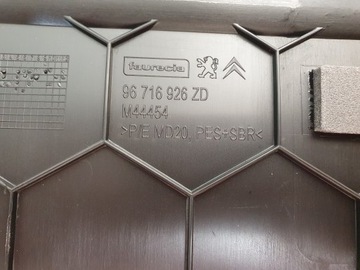 faurecia
96 716 926 ZD
M44454
>P/E MD20, PES+SBR<